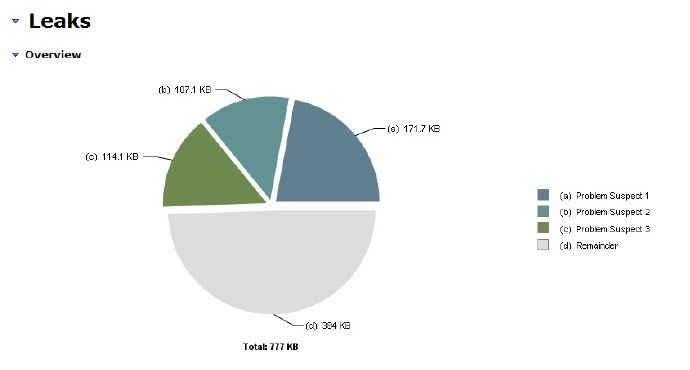 Leaks
Overview
(b) 107.1 KB
(a) 171.7 KB
(c) 114.1 KB
(a) Problem Suspect 1
(b) Problem Suspect 2
(c) Problem Suspect 3
(d) Remainder
(d) 384 KB
Total: 777 KB